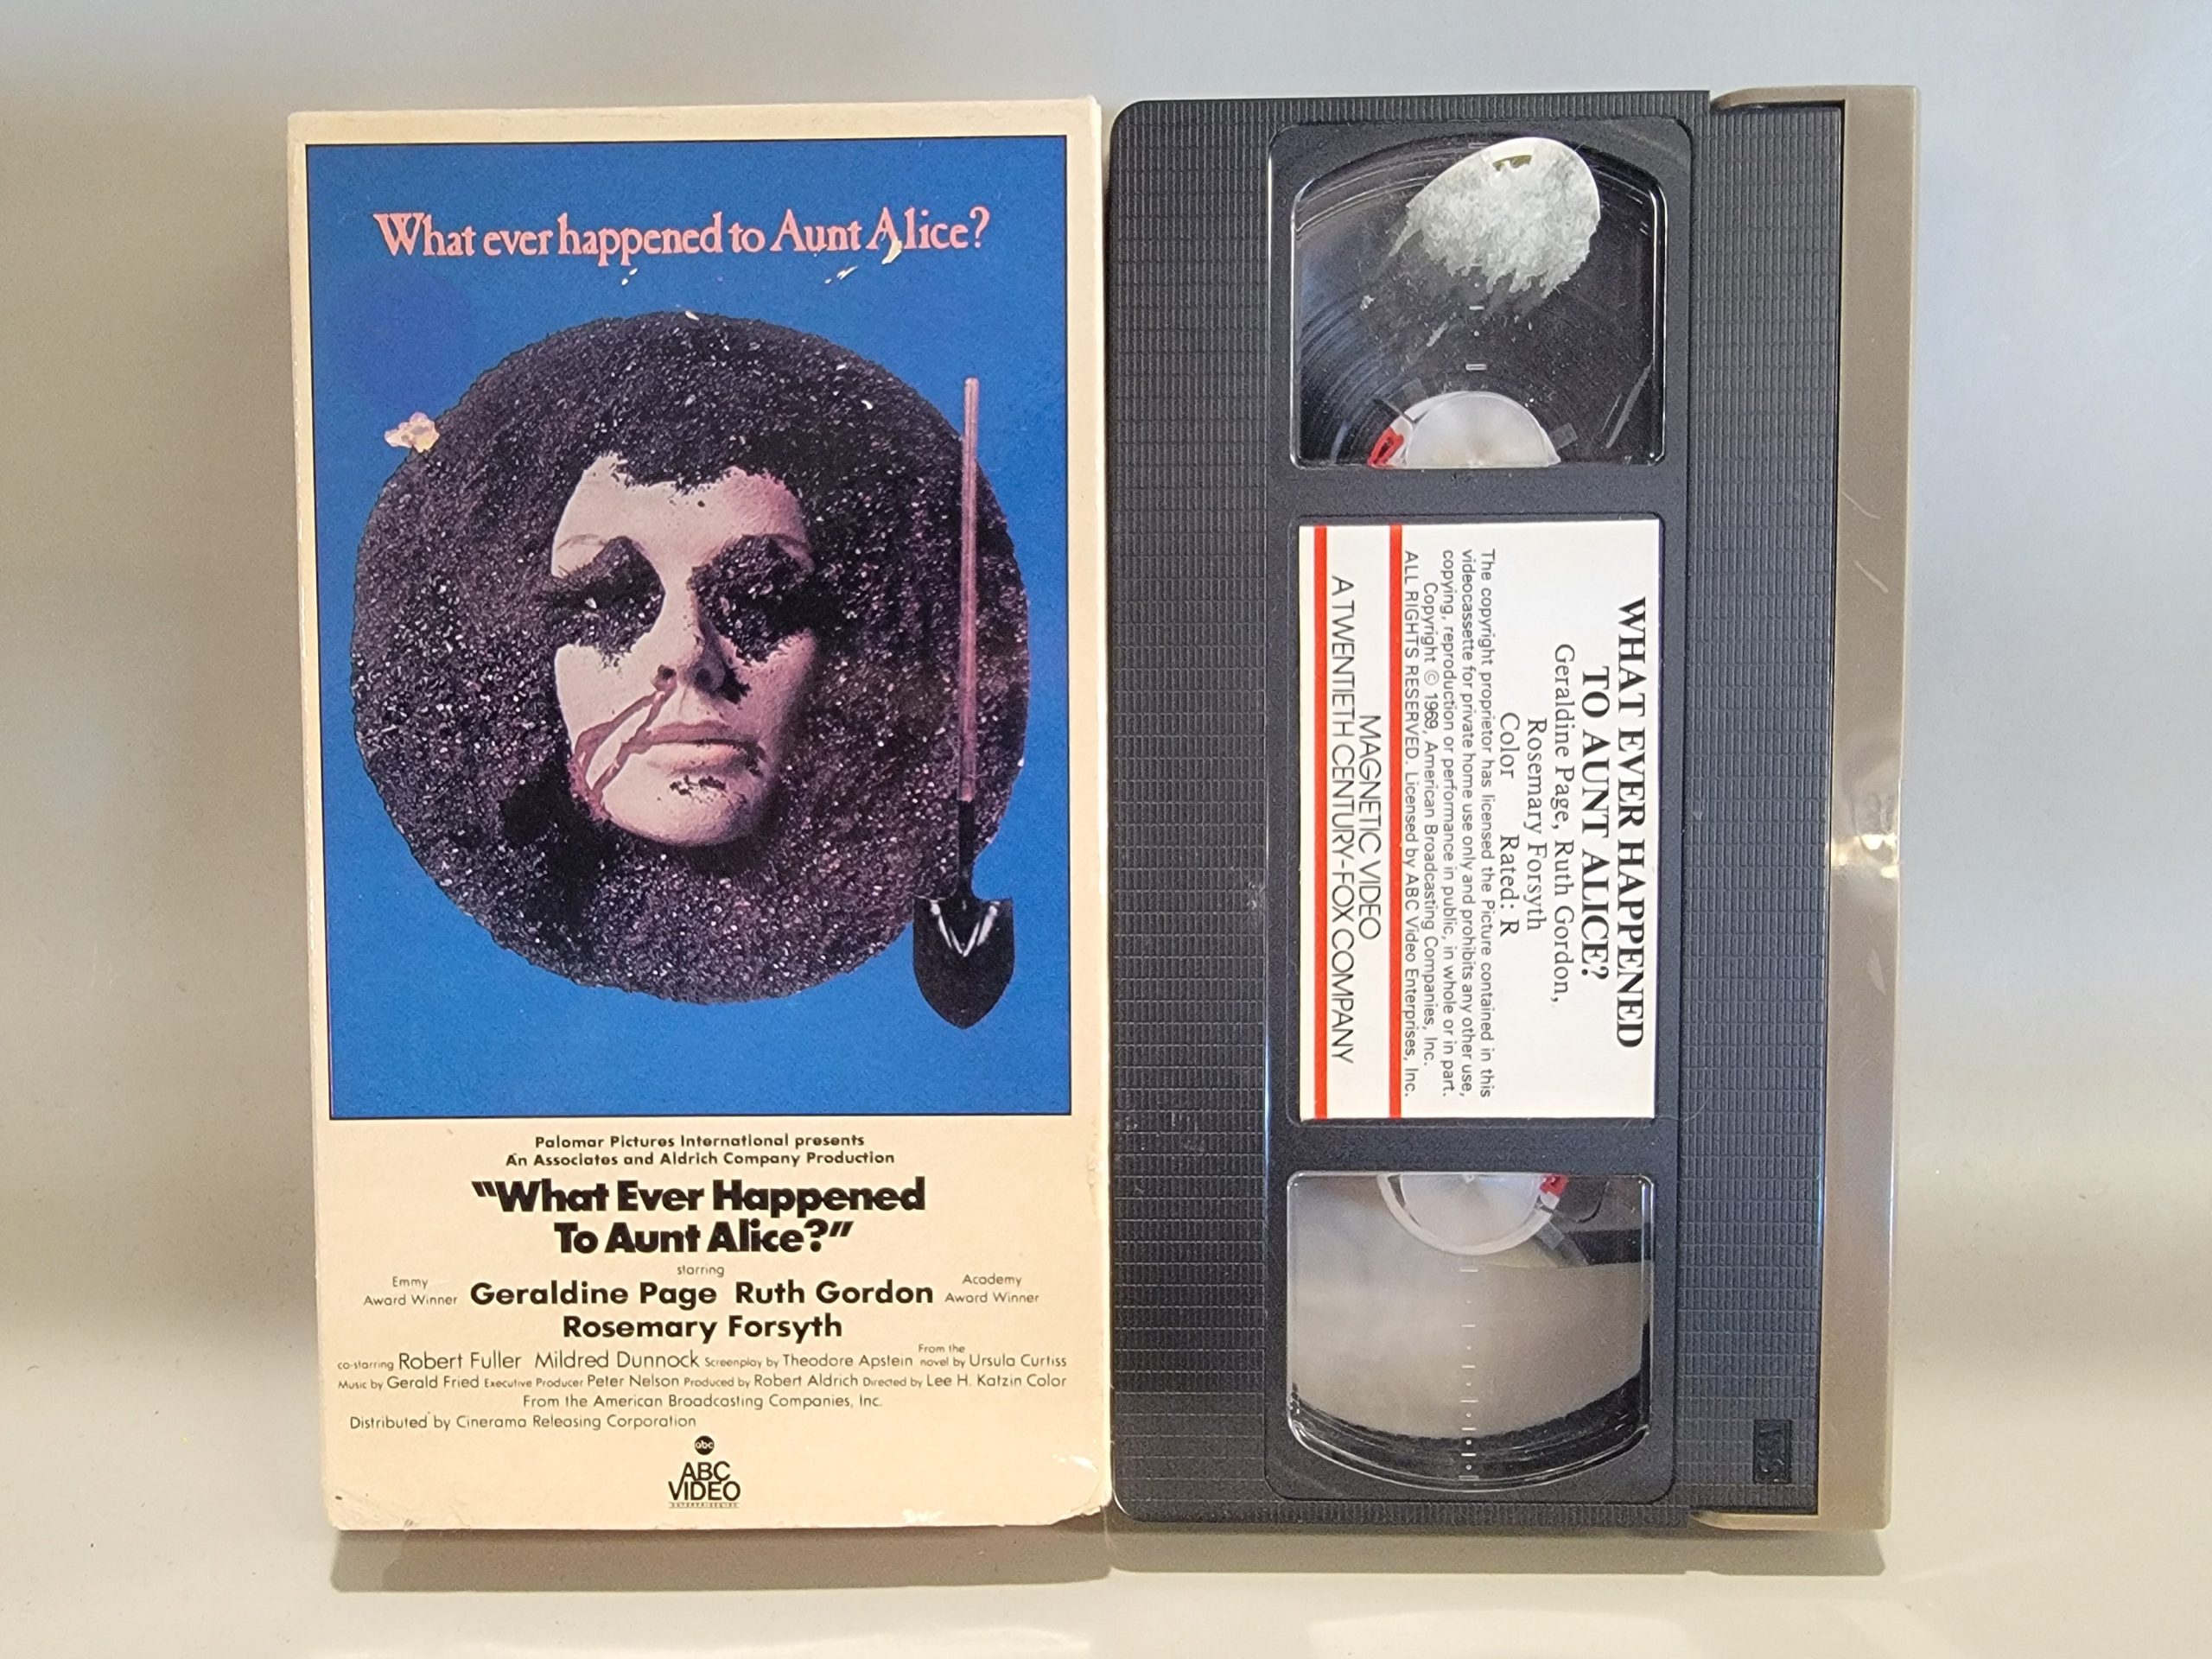 What ever happened to Aunt Alice?
Palomar Pictures International presents
An Associates and Aldrich Company Production
"What Ever Happened
To Aunt Alice?"
starring
Emmy
Award Winner
Geraldine Page Ruth Gordon
Academy
Award Winner
Rosemary Forsyth
co-starring Robert Fuller Mildred Dunnock Screenplay by Theodore Apstein From the novel by Ursula Curtiss
Music by Gerald Fried Executive Producer Peter Nelson Produced by Robert Aldrich Directed by Lee H. Katzin Color
From the American Broadcasting Companies, Inc.
Distributed by Cinerama Releasing Corporation
abc
ABC
VIDEO
WHAT EVER HAPPENED
TO AUNT ALICE?
Geraldine Page, Ruth Gordon,
Rosemary Forsyth
Color Rated: R
The copyright proprietor has licensed the Picture contained in this
videocassette for private home use only and prohibits any other use,
copying, reproduction or performance in public, in whole or in part.
Copyright © 1969, American Broadcasting Companies, Inc.
ALL RIGHTS RESERVED. Licensed by ABC Video Enterprises, Inc.
MAGNETIC VIDEO
A TWENTIETH CENTURY-FOX COMPANY